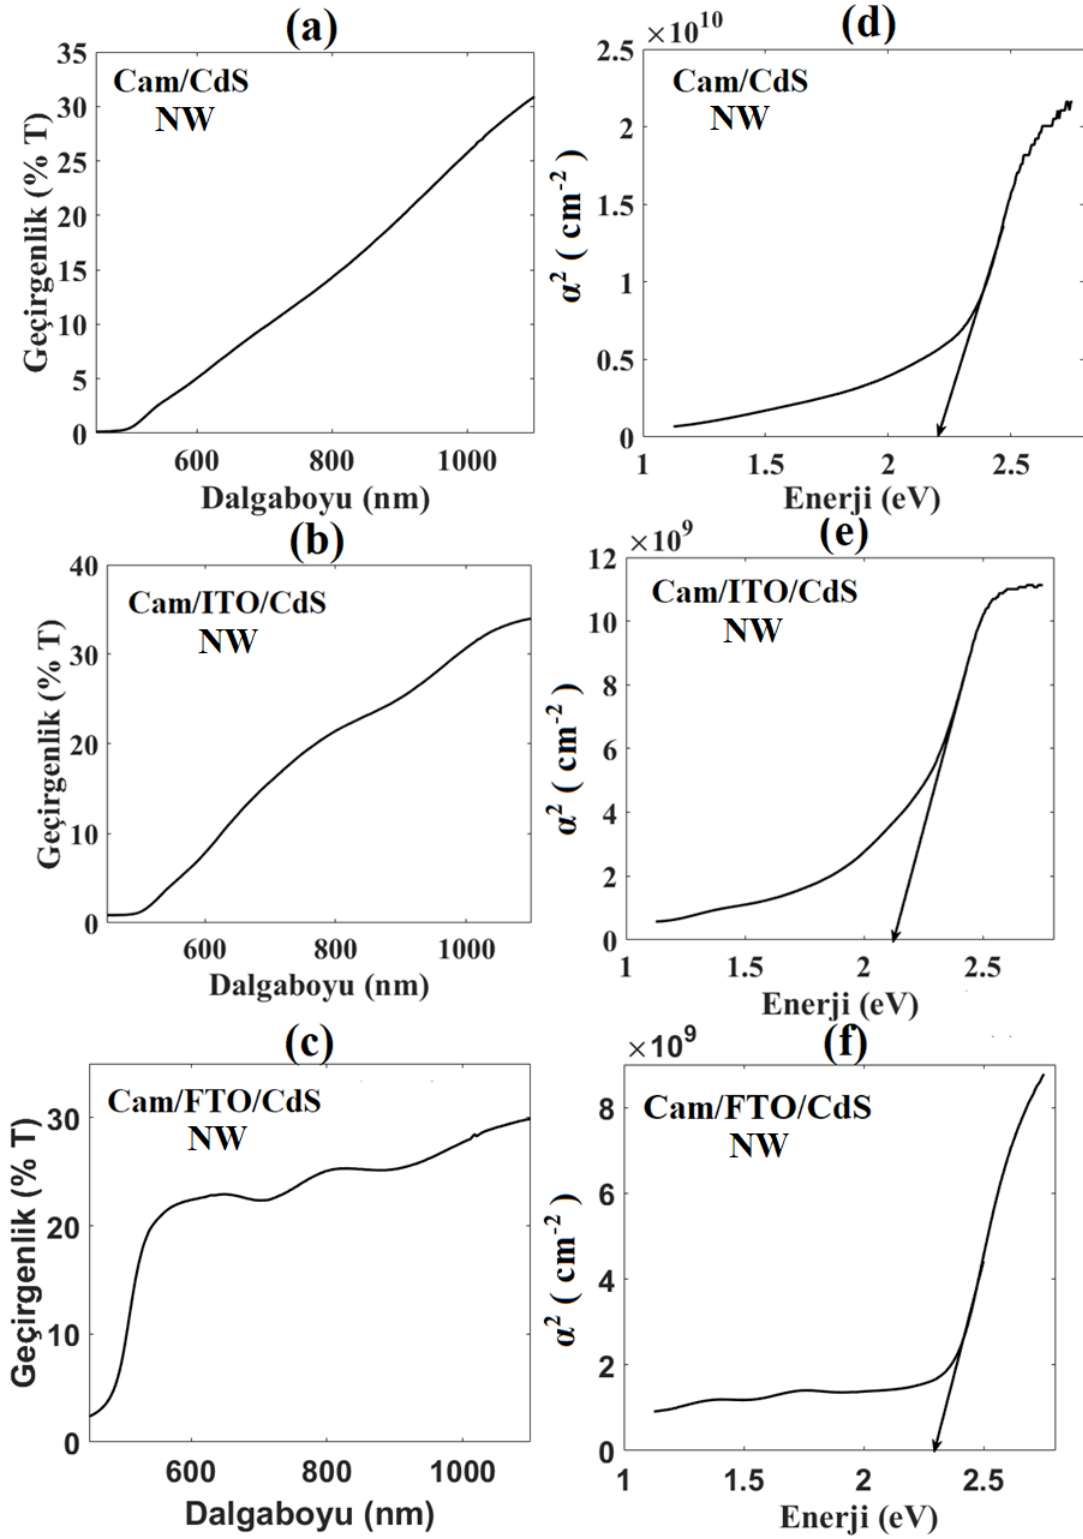 (a)
35
30
25
20
15
10
5
0
Cam/CdS
NW
Geçirgenlik (% T)
600 800 1000
Dalgaboyu (nm)
(d)
×10¹⁰
2.5
2
1.5
1
0.5
0
Cam/CdS
NW
α² ( cm⁻² )
1 1.5 2 2.5
Enerji (eV)
(b)
40
30
20
10
0
Cam/ITO/CdS
NW
Geçirgenlik (% T)
600 800 1000
Dalgaboyu (nm)
(e)
×10⁹
12
10
8
6
4
2
0
Cam/ITO/CdS
NW
α² ( cm⁻² )
1 1.5 2 2.5
Enerji (eV)
(c)
30
20
10
0
Cam/FTO/CdS
NW
Geçirgenlik (% T)
600 800 1000
Dalgaboyu (nm)
(f)
×10⁹
8
6
4
2
0
Cam/FTO/CdS
NW
α² ( cm⁻² )
1 1.5 2 2.5
Enerji (eV)